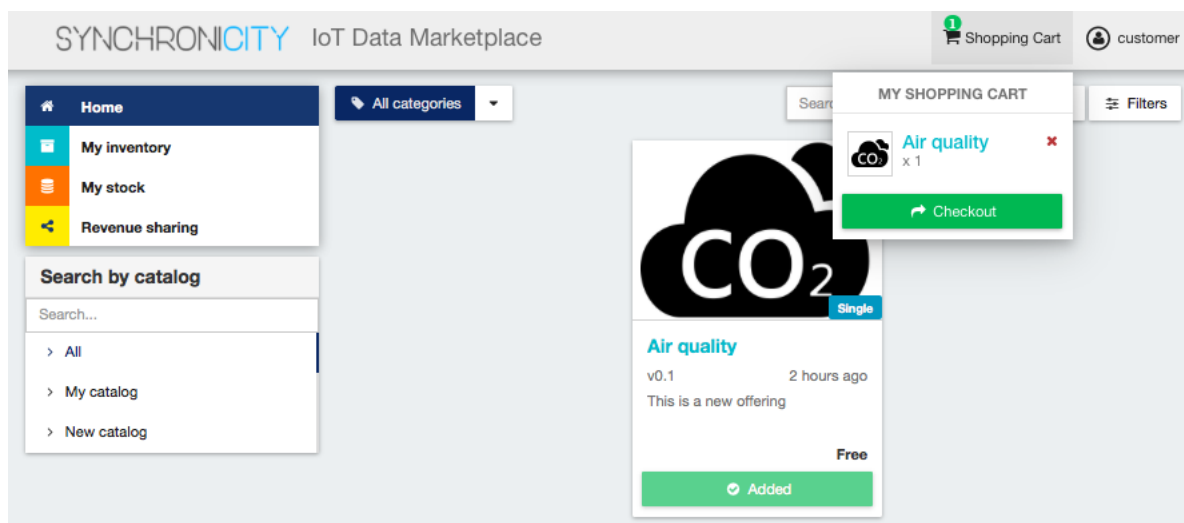 SYNCHRONICITY IoT Data Marketplace
1
Shopping Cart
customer
Home
My inventory
My stock
Revenue sharing
Search by catalog
Search...
All
My catalog
New catalog
All categories
Filters
MY SHOPPING CART
CO2
Air quality
x 1
Checkout
CO2
Single
Air quality
v0.1 2 hours ago
This is a new offering
Free
Added